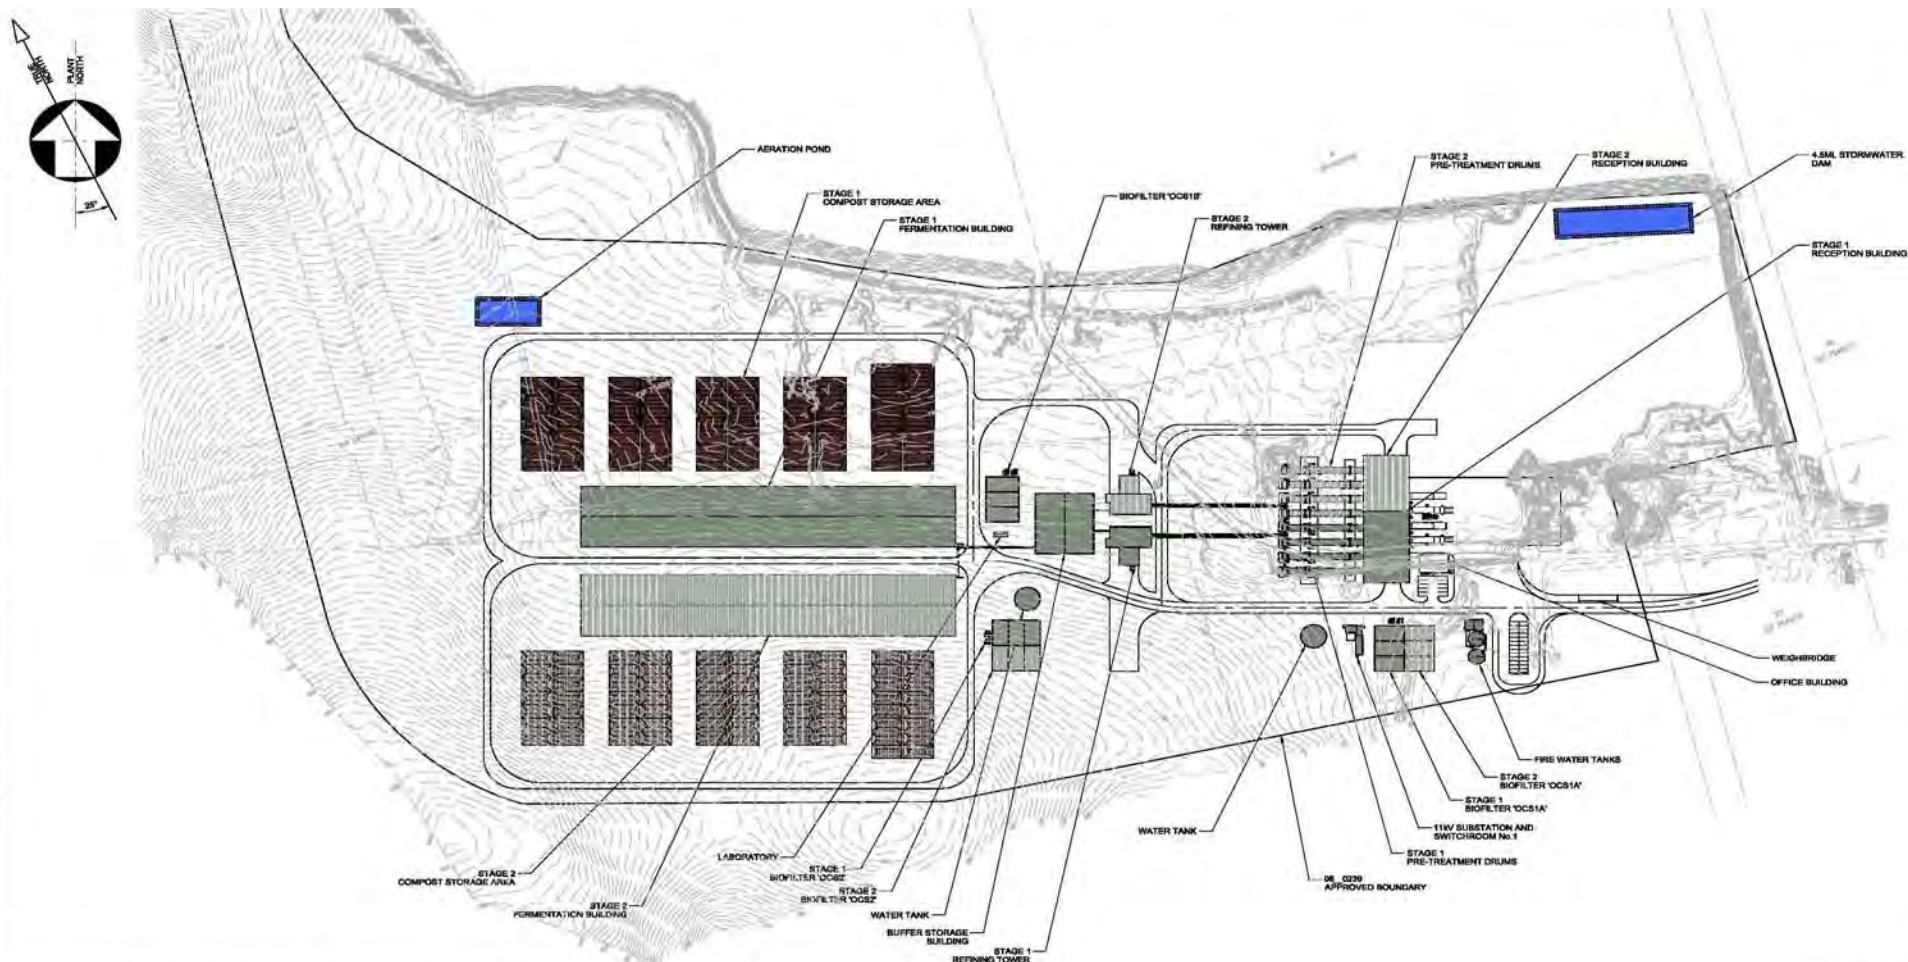 TRUE
NORTH
PLANT
NORTH
25°
AERATION POND
STAGE 1
COMPOST STORAGE AREA
STAGE 1
FERMENTATION BUILDING
BIOFILTER 'OCS1B'
STAGE 2
REFINING TOWER
STAGE 2
PRE-TREATMENT DRUMS
STAGE 2
RECEPTION BUILDING
4.5ML STORMWATER
DAM
STAGE 1
RECEPTION BUILDING
WEIGHBRIDGE
OFFICE BUILDING
FIRE WATER TANKS
STAGE 2
BIOFILTER 'OCS1A'
STAGE 1
BIOFILTER 'OCS1A'
11kV SUBSTATION AND
SWITCHROOM No.1
STAGE 1
PRE-TREATMENT DRUMS
06_0239
APPROVED BOUNDARY
WATER TANK
LABORATORY
STAGE 1
BIOFILTER 'OCS2'
STAGE 2
BIOFILTER 'OCS2'
WATER TANK
BUFFER STORAGE
BUILDING
STAGE 1
REFINING TOWER
STAGE 2
COMPOST STORAGE AREA
STAGE 2
FERMENTATION BUILDING